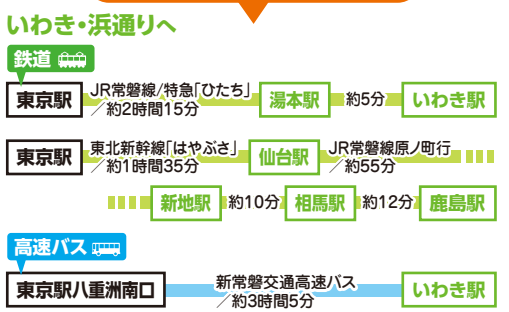 いわき・浜通りへ
鉄道
東京駅 JR常磐線/特急「ひたち」 湯本駅 約5分 いわき駅
／約2時間15分
東京駅 東北新幹線「はやぶさ」 仙台駅 JR常磐線原ノ町行
／約1時間35分 ／約55分
新地駅 約10分 相馬駅 約12分 鹿島駅
高速バス
東京駅八重洲南口 新常磐交通高速バス いわき駅
／約3時間5分